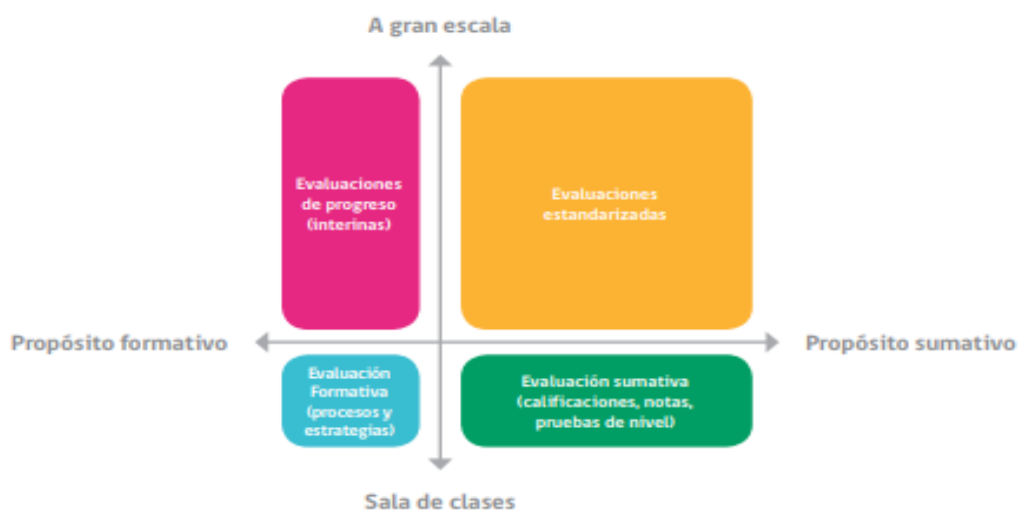 A gran escala
Evaluaciones
de progreso
(interinas)
Evaluaciones
estandarizadas
Propósito formativo
Propósito sumativo
Evaluación
Formativa
(procesos y
estrategias)
Evaluación sumativa
(calificaciones, notas,
pruebas de nivel)
Sala de clases